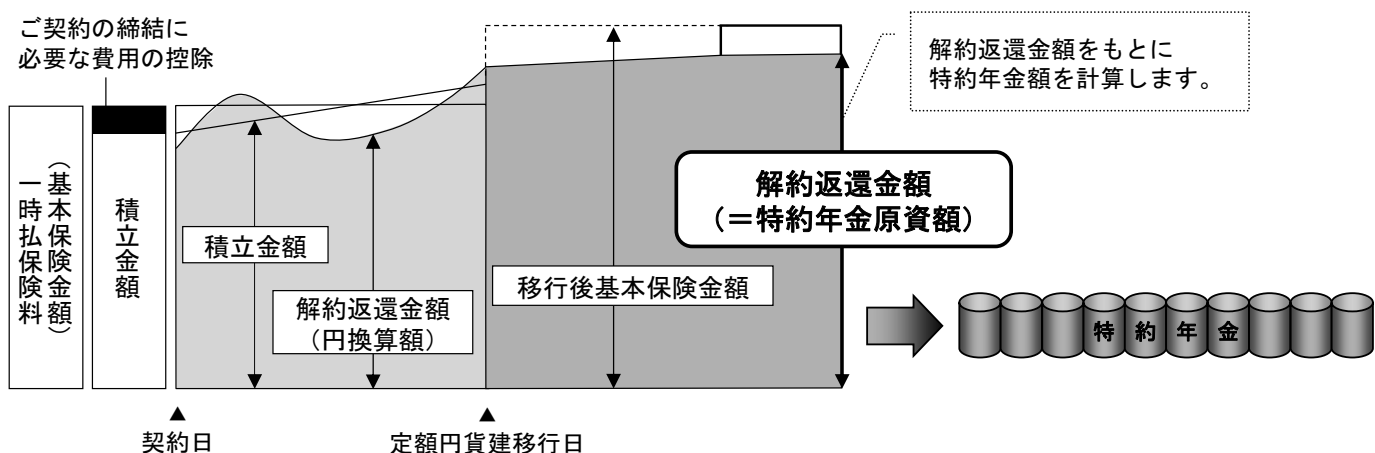 ご契約の締結に
必要な費用の控除
解約返還金額をもとに
特約年金額を計算します。
一時払保険料
(基本保険金額)
積立金額
積立金額
解約返還金額
(円換算額)
移行後基本保険金額
解約返還金額
(=特約年金原資額)
特約年金
契約日
定額円貨建移行日